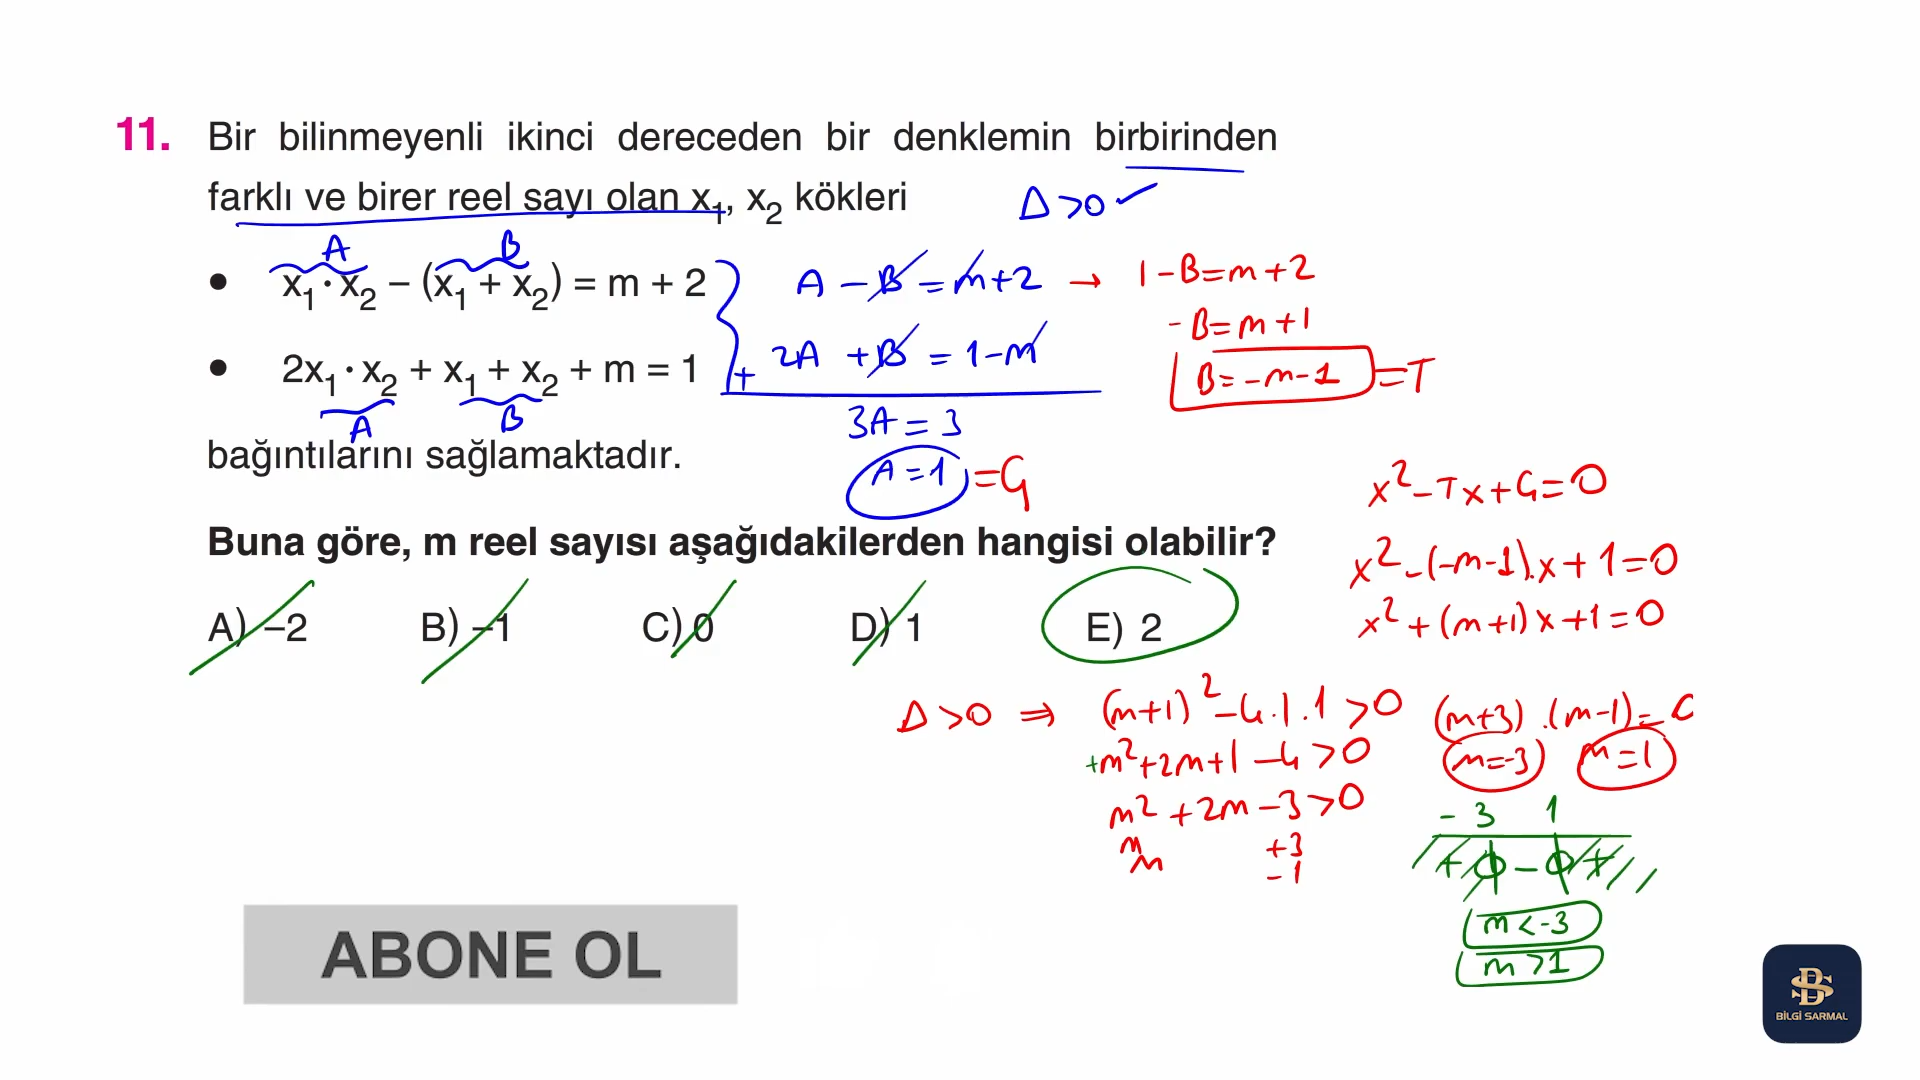 11. Bir bilinmeyenli ikinci dereceden bir denklemin birbirinden
farklı ve birer reel sayı olan x₁, x₂ kökleri
Δ>0 ✓
A B
• x₁·x₂ – (x₁ + x₂) = m + 2
• 2x₁·x₂ + x₁ + x₂ + m = 1
A B
bağıntılarını sağlamaktadır.
A – B = m+2 → 1–B=m+2
+ 2A + B = 1–m
3A = 3
A = 1 = Ç
-B=m+1
B= -m-1 =T
Buna göre, m reel sayısı aşağıdakilerden hangisi olabilir?
A) –2 B) –1 C) 0 D) 1 E) 2
x²-Tx+Ç=0
x²-(-m-1).x+1=0
x²+(m+1)x+1=0
Δ>0 ⇒ (m+1)²-4.1.1>0
+m²+2m+1-4>0
m²+2m-3>0
m +3
m -1
(m+3).(m-1)=0
m=-3 m=1
-3 1
+ – +
m<-3
m>1
ABONE OL
BİLGİ SARMAL